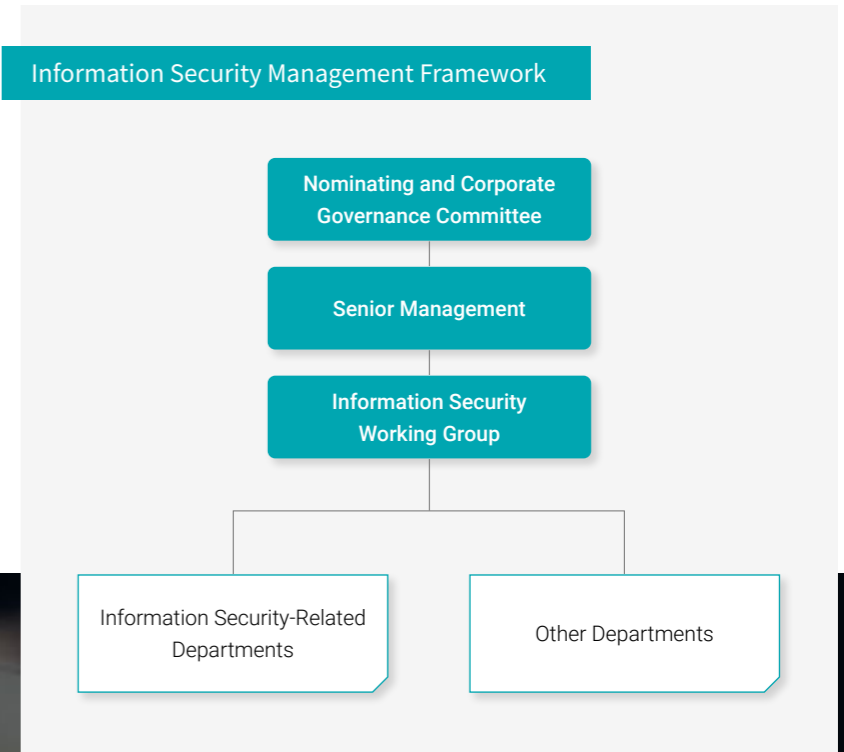 Information Security Management Framework
Nominating and Corporate
Governance Committee
Senior Management
Information Security
Working Group
Information Security-Related
Departments
Other Departments